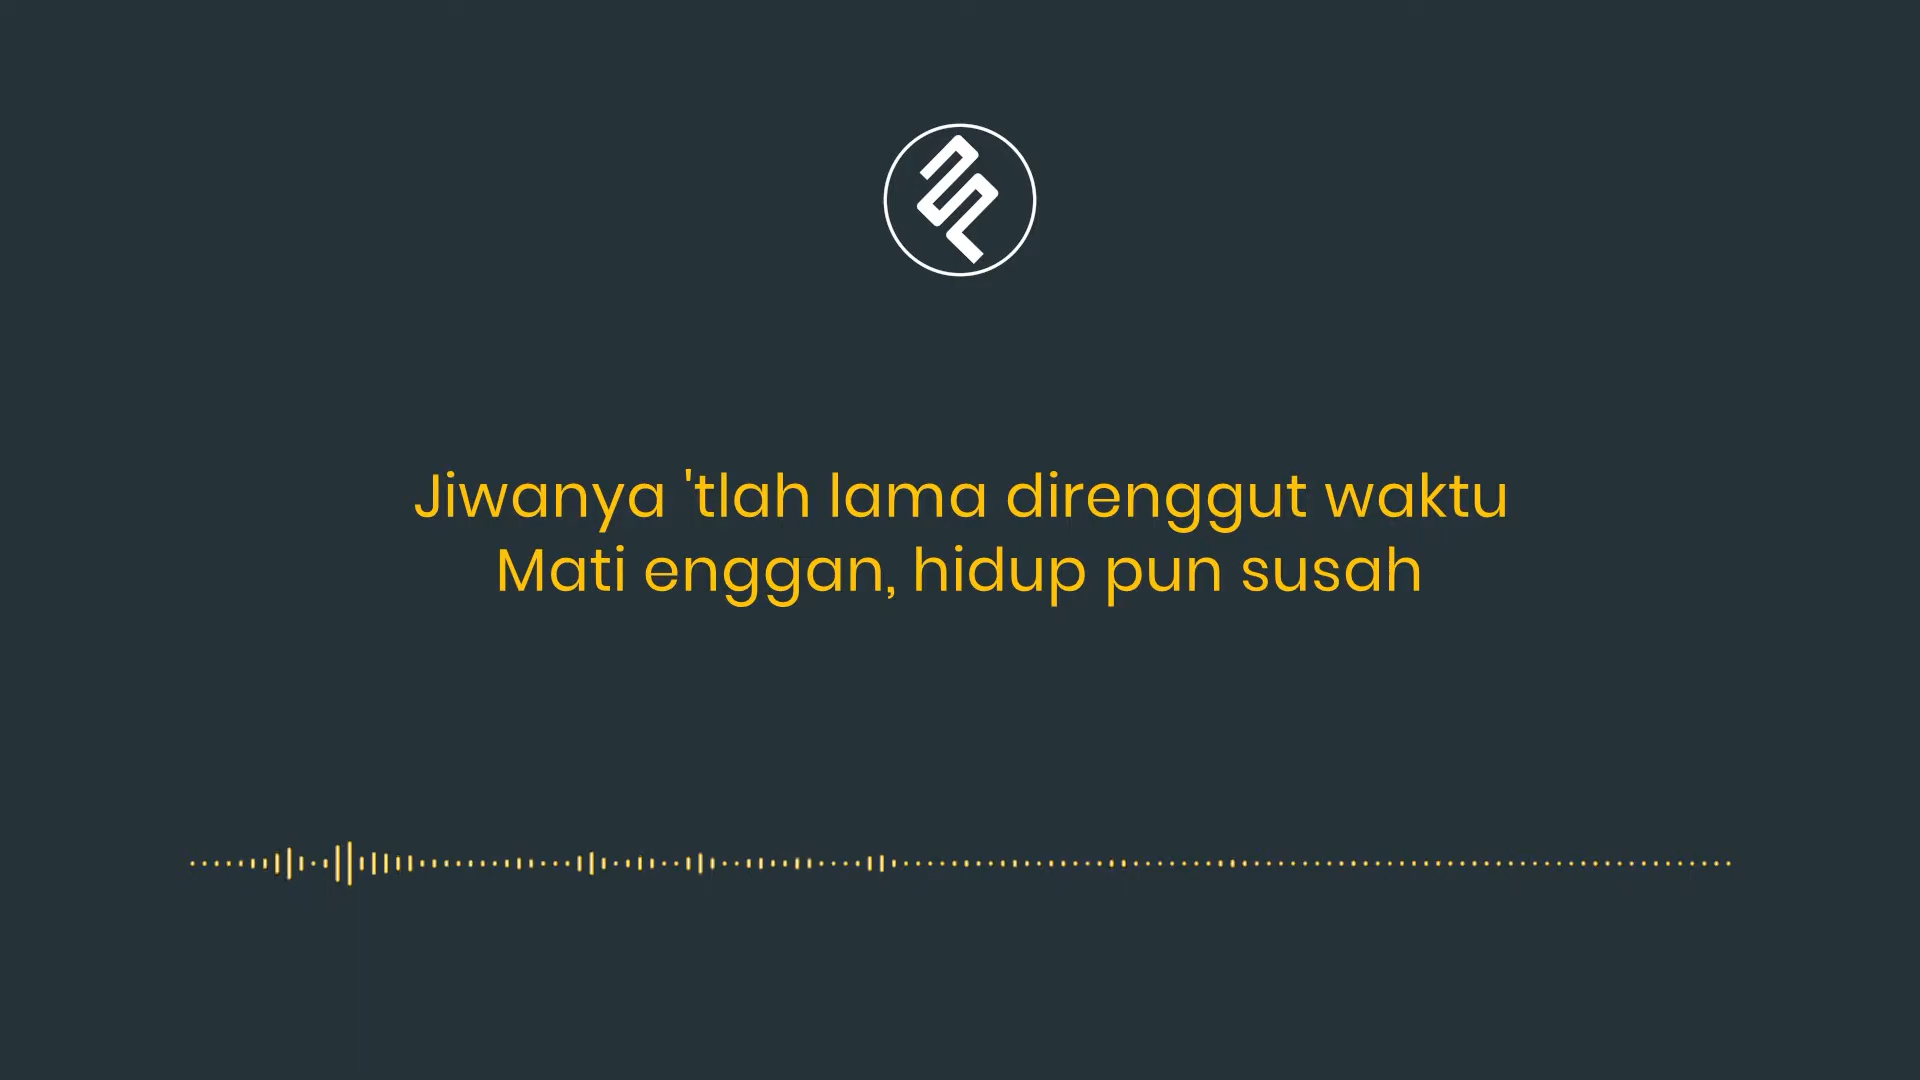 Jiwanya 'tlah lama direnggut waktu
Mati enggan, hidup pun susah